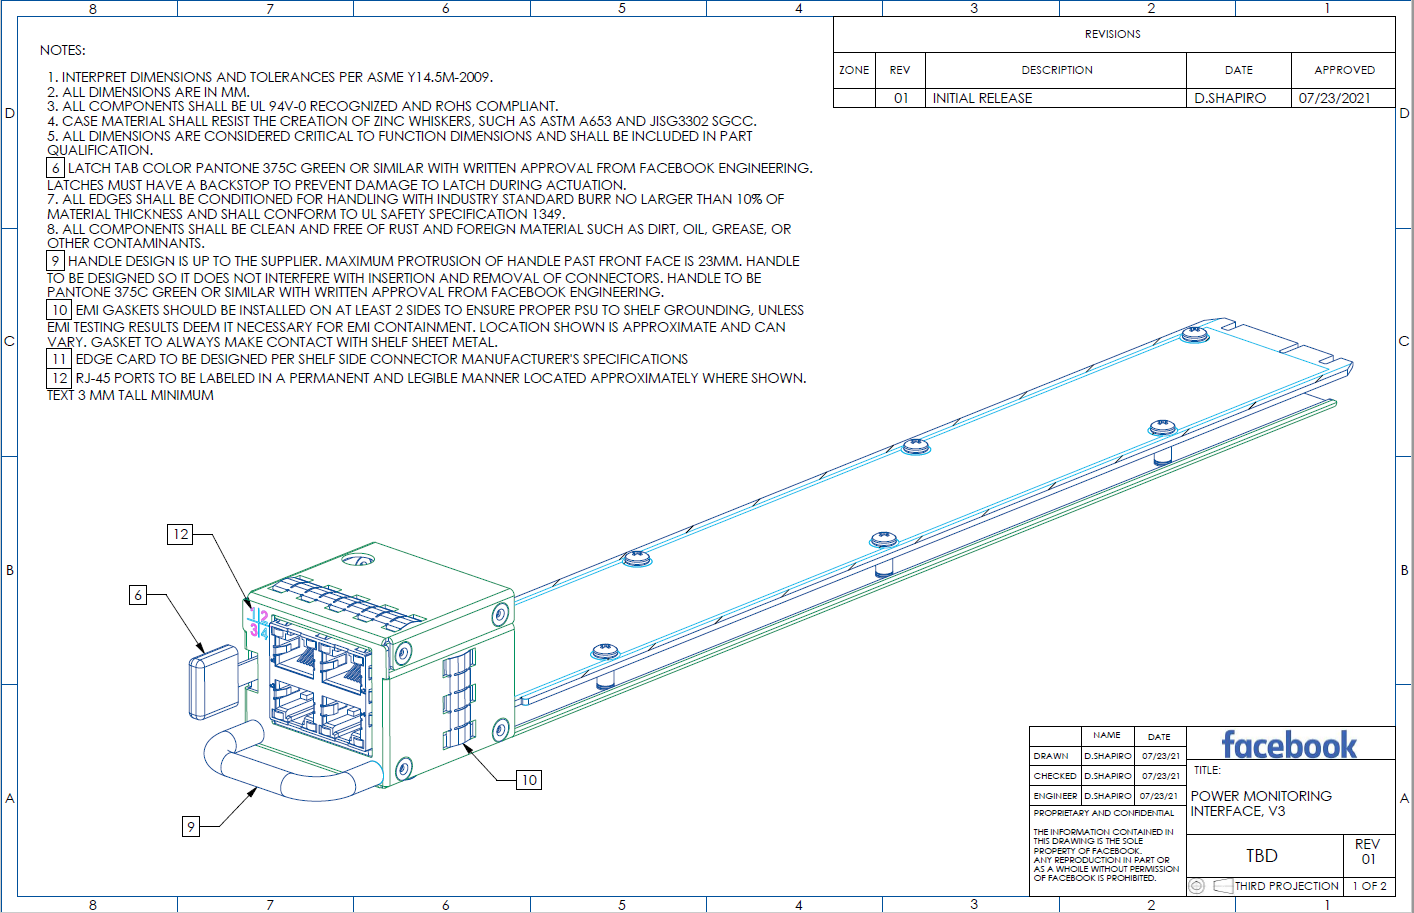 8 7 6 5 4 3 2 1
NOTES:
1. INTERPRET DIMENSIONS AND TOLERANCES PER ASME Y14.5M-2009.
2. ALL DIMENSIONS ARE IN MM.
3. ALL COMPONENTS SHALL BE UL 94V-0 RECOGNIZED AND ROHS COMPLIANT.
4. CASE MATERIAL SHALL RESIST THE CREATION OF ZINC WHISKERS, SUCH AS ASTM A653 AND JISG3302 SGCC.
5. ALL DIMENSIONS ARE CONSIDERED CRITICAL TO FUNCTION DIMENSIONS AND SHALL BE INCLUDED IN PART
QUALIFICATION.
6 LATCH TAB COLOR PANTONE 375C GREEN OR SIMILAR WITH WRITTEN APPROVAL FROM FACEBOOK ENGINEERING.
LATCHES MUST HAVE A BACKSTOP TO PREVENT DAMAGE TO LATCH DURING ACTUATION.
7. ALL EDGES SHALL BE CONDITIONED FOR HANDLING WITH INDUSTRY STANDARD BURR NO LARGER THAN 10% OF
MATERIAL THICKNESS AND SHALL CONFORM TO UL SAFETY SPECIFICATION 1349.
8. ALL COMPONENTS SHALL BE CLEAN AND FREE OF RUST AND FOREIGN MATERIAL SUCH AS DIRT, OIL, GREASE, OR
OTHER CONTAMINANTS.
9 HANDLE DESIGN IS UP TO THE SUPPLIER. MAXIMUM PROTRUSION OF HANDLE PAST FRONT FACE IS 23MM. HANDLE
TO BE DESIGNED SO IT DOES NOT INTERFERE WITH INSERTION AND REMOVAL OF CONNECTORS. HANDLE TO BE
PANTONE 375C GREEN OR SIMILAR WITH WRITTEN APPROVAL FROM FACEBOOK ENGINEERING.
10 EMI GASKETS SHOULD BE INSTALLED ON AT LEAST 2 SIDES TO ENSURE PROPER PSU TO SHELF GROUNDING, UNLESS
EMI TESTING RESULTS DEEM IT NECESSARY FOR EMI CONTAINMENT. LOCATION SHOWN IS APPROXIMATE AND CAN
VARY. GASKET TO ALWAYS MAKE CONTACT WITH SHELF SHEET METAL.
11 EDGE CARD TO BE DESIGNED PER SHELF SIDE CONNECTOR MANUFACTURER'S SPECIFICATIONS
12 RJ-45 PORTS TO BE LABELED IN A PERMANENT AND LEGIBLE MANNER LOCATED APPROXIMATELY WHERE SHOWN.
TEXT 3 MM TALL MINIMUM
REVISIONS
ZONE REV DESCRIPTION DATE APPROVED
01 INITIAL RELEASE D.SHAPIRO 07/23/2021
D D
C C
B B
A A
12
6
1 2
3 4
10
9
NAME DATE
DRAWN D.SHAPIRO 07/23/21
CHECKED D.SHAPIRO 07/23/21
ENGINEER D.SHAPIRO 07/23/21
PROPRIETARY AND CONFIDENTIAL
THE INFORMATION CONTAINED IN
THIS DRAWING IS THE SOLE
PROPERTY OF FACEBOOK.
ANY REPRODUCTION IN PART OR
AS A WHOILE WITHOUT PERMISSION
OF FACEBOOK IS PROHIBITED.
facebook
TITLE:
POWER MONITORING
INTERFACE, V3
TBD
REV
01
THIRD PROJECTION
1 OF 2
8 7 6 5 4 3 2 1